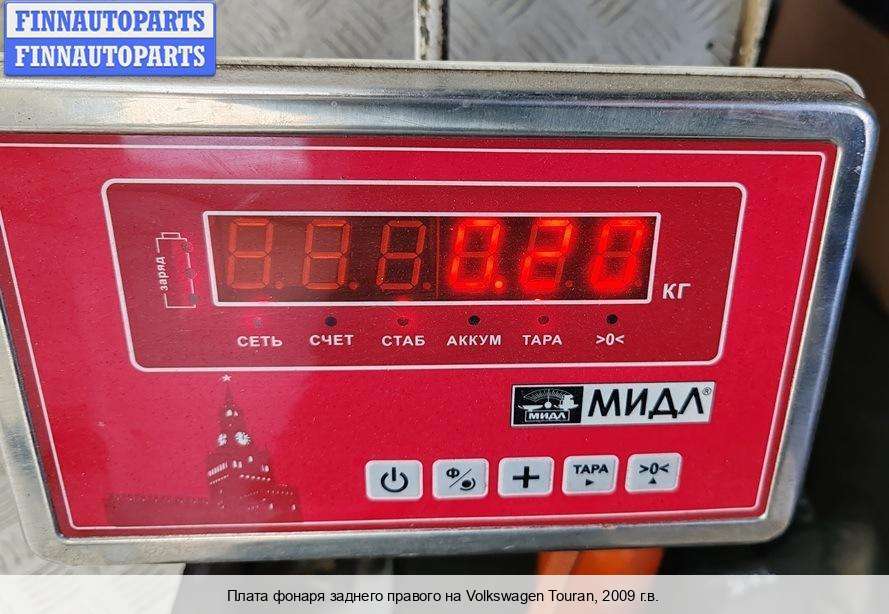 FINNAUTOPARTS
FINNAUTOPARTS
заряд
0.20
КГ
СЕТЬ СЧЕТ СТАБ АККУМ ТАРА >0<
МИДЛ МИДЛ®
Ф/ ТАРА >0<
Плата фонаря заднего правого на Volkswagen Touran, 2009 г.в.